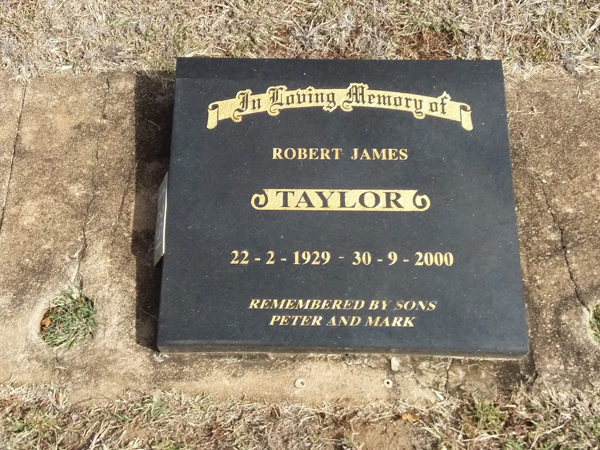 In Loving Memory of
ROBERT JAMES
TAYLOR
22 - 2 - 1929 - 30 - 9 - 2000
REMEMBERED BY SONS
PETER AND MARK